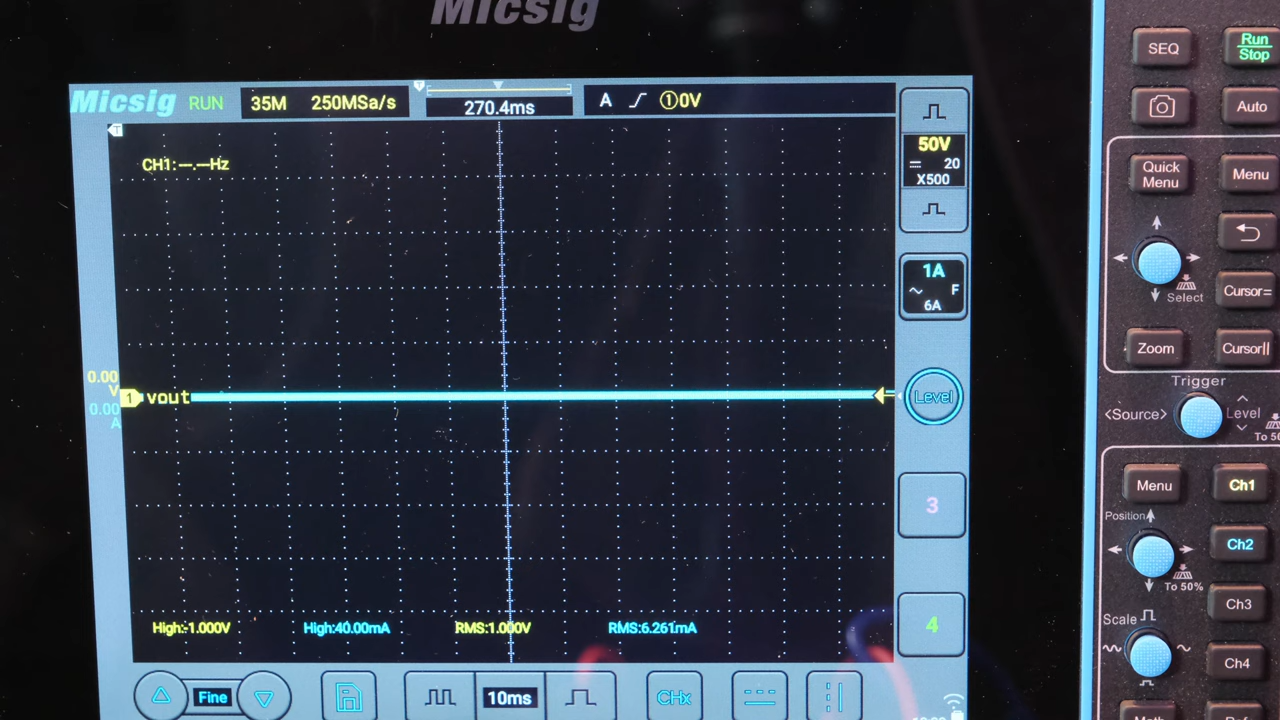 Micsig
SEQ
Run
Stop
Micsig RUN 35M 250MSa/s 270.4ms A ①0V
T
Auto
CH1:--.--Hz
50V
20
X500
Quick
Menu
Menu
1A
F
6A
Select
Cursor=
Zoom
CursorII
Trigger
0.00
V
1 vout
0.00
A
Level
<Source>
Level
To 50
Menu
Ch1
3
Position
Ch2
To 50%
Ch3
Scale
High:-1.000V High:40.00mA RMS:1.000V RMS:6.261mA
4
Ch4
Fine 10ms CHx